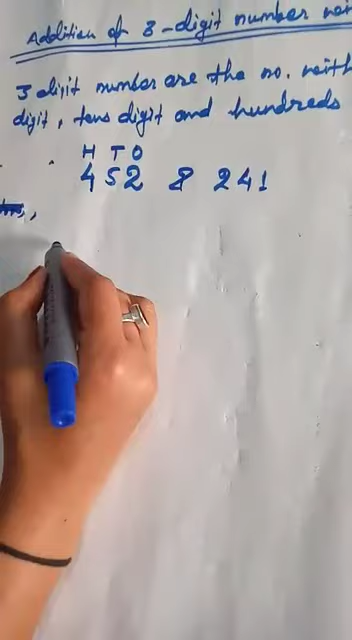 Addition of 3-digit number
3 digit number are the no. with
digit, tens digit and hundreds
H T O
452 & 241